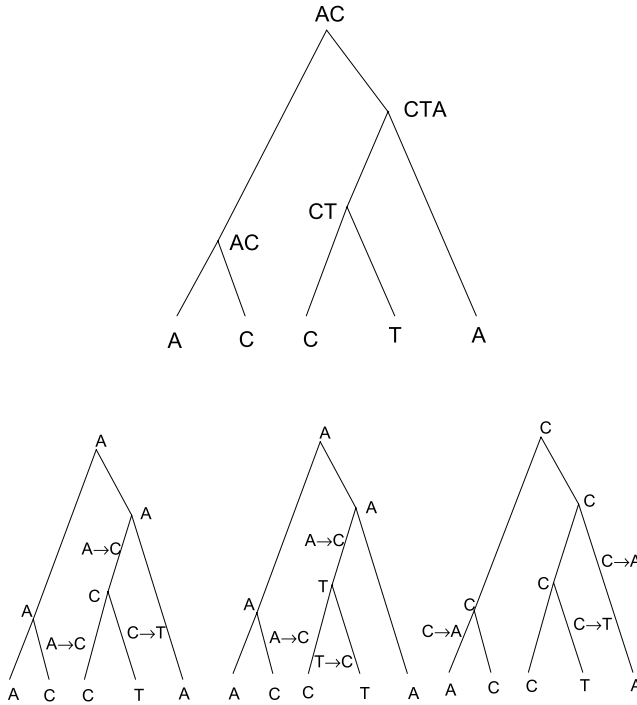 AC
CTA
CT
AC
A C C T A
A A C
A A C
A→C A→C C→A
C T C
A A C
A→C C→T A→C T→C C→A C→T
A C C T A A C C T A A C C T A